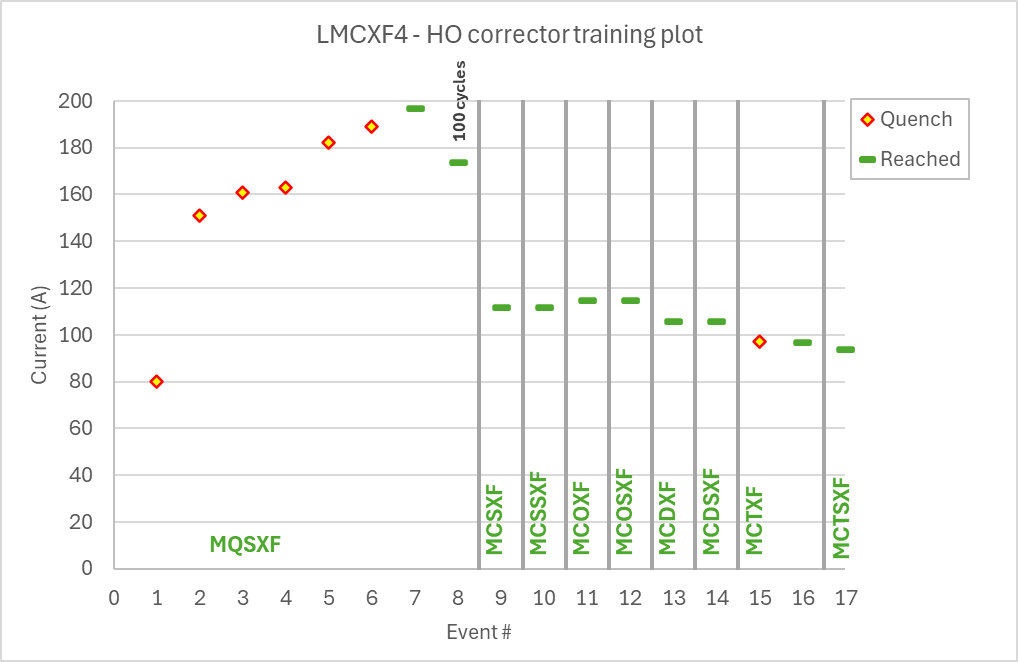 LMCXF4 - HO corrector training plot
100 cycles
200
180
160
140
120
100
80
60
40
20
0
Current (A)
Quench
Reached
MQSXF
MCSXF
MCSSXF
MCOXF
MCOSXF
MCDXF
MCDSXF
MCTXF
MCTSXF
0 1 2 3 4 5 6 7 8 9 10 11 12 13 14 15 16 17
Event #